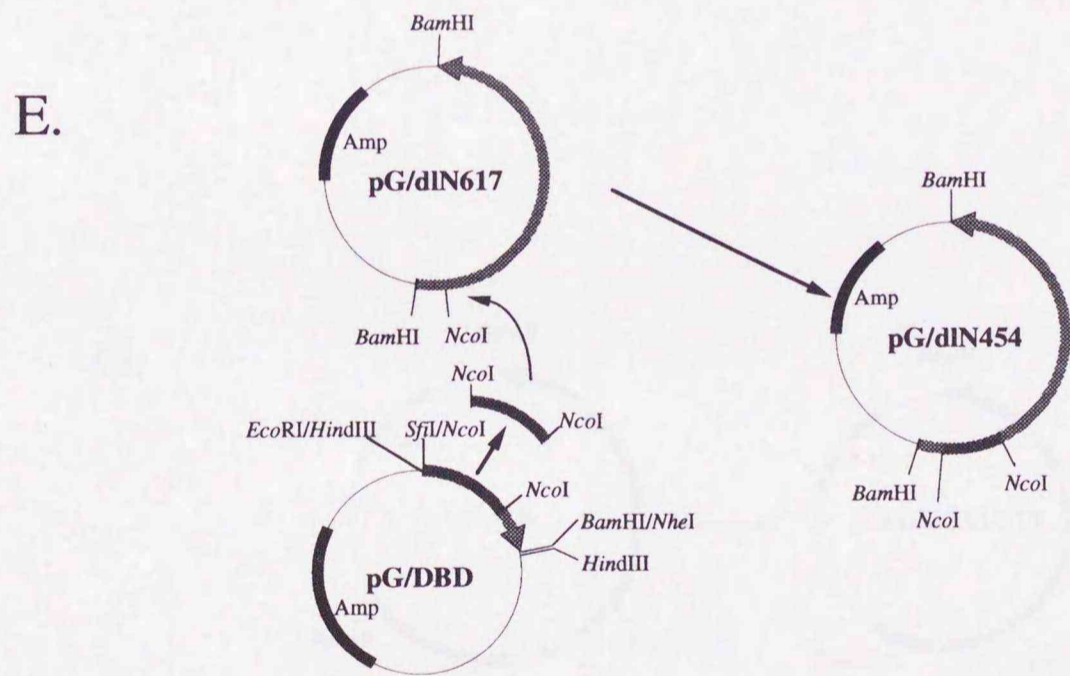 E.
BamHI
Amp
pG/dlN617
BamHI
NcoI
BamHI
Amp
pG/dlN454
BamHI
NcoI
NcoI
NcoI
NcoI
EcoRI/HindIII
SfiI/NcoI
NcoI
BamHI/NheI
HindIII
pG/DBD
Amp